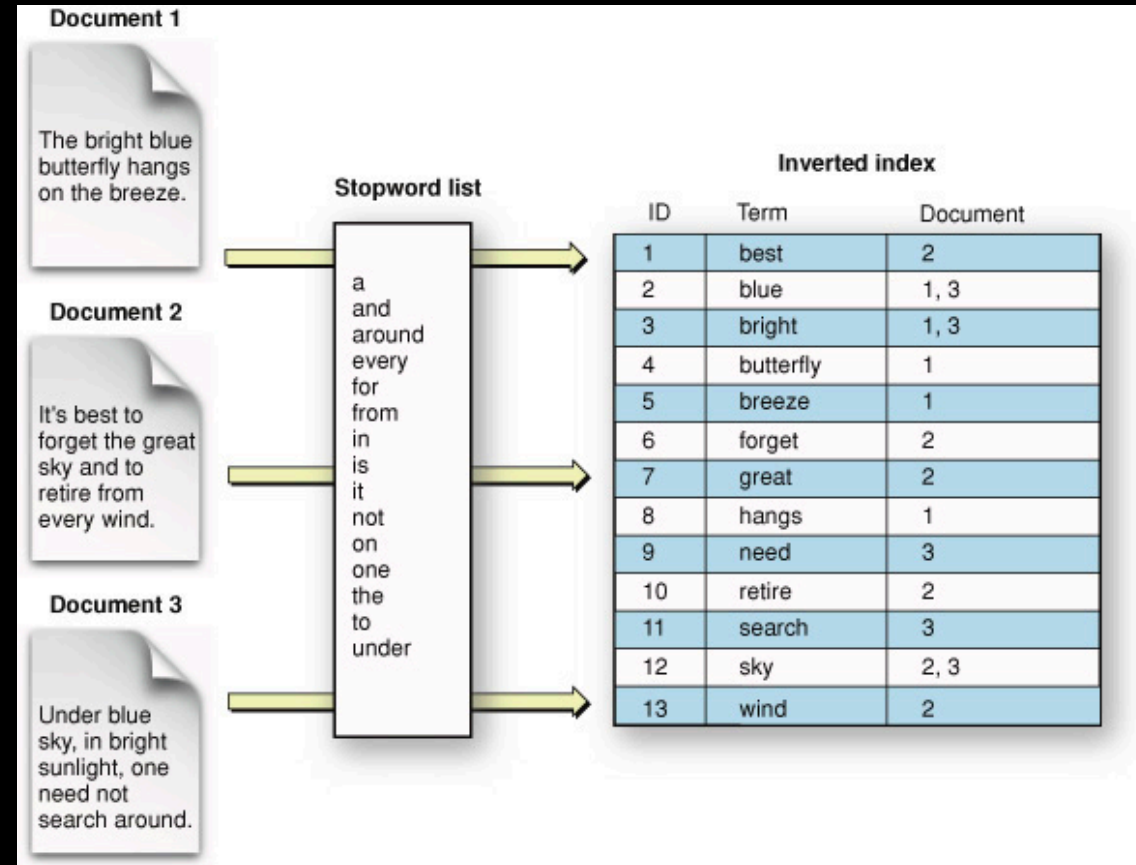 Document 1
The bright blue
butterfly hangs
on the breeze.
Document 2
It's best to
forget the great
sky and to
retire from
every wind.
Document 3
Under blue
sky, in bright
sunlight, one
need not
search around.
Stopword list
a
and
around
every
for
from
in
is
it
not
on
one
the
to
under
Inverted index
ID Term Document
1 best 2
2 blue 1, 3
3 bright 1, 3
4 butterfly 1
5 breeze 1
6 forget 2
7 great 2
8 hangs 1
9 need 3
10 retire 2
11 search 3
12 sky 2, 3
13 wind 2